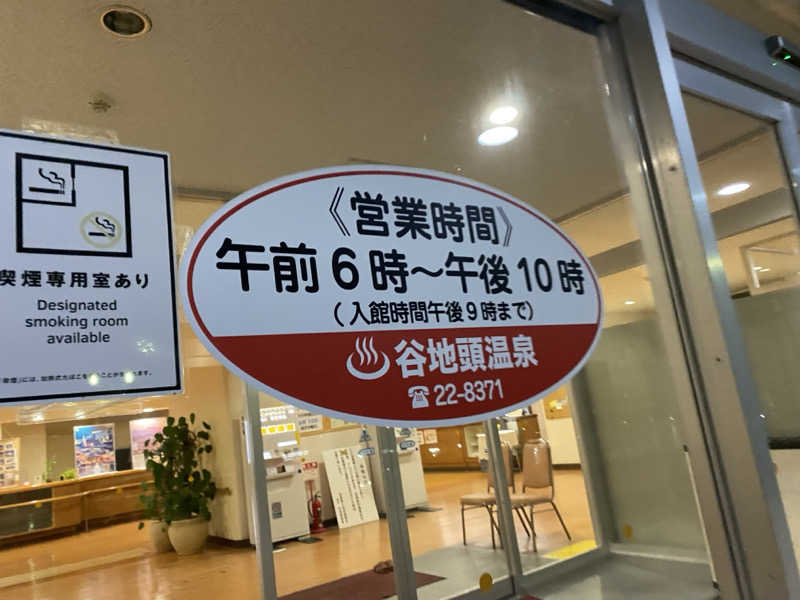 喫煙専用室あり
Designated
smoking room
available
《営業時間》
午前6時～午後10時
(入館時間午後9時まで)
谷地頭温泉
☎22-8371